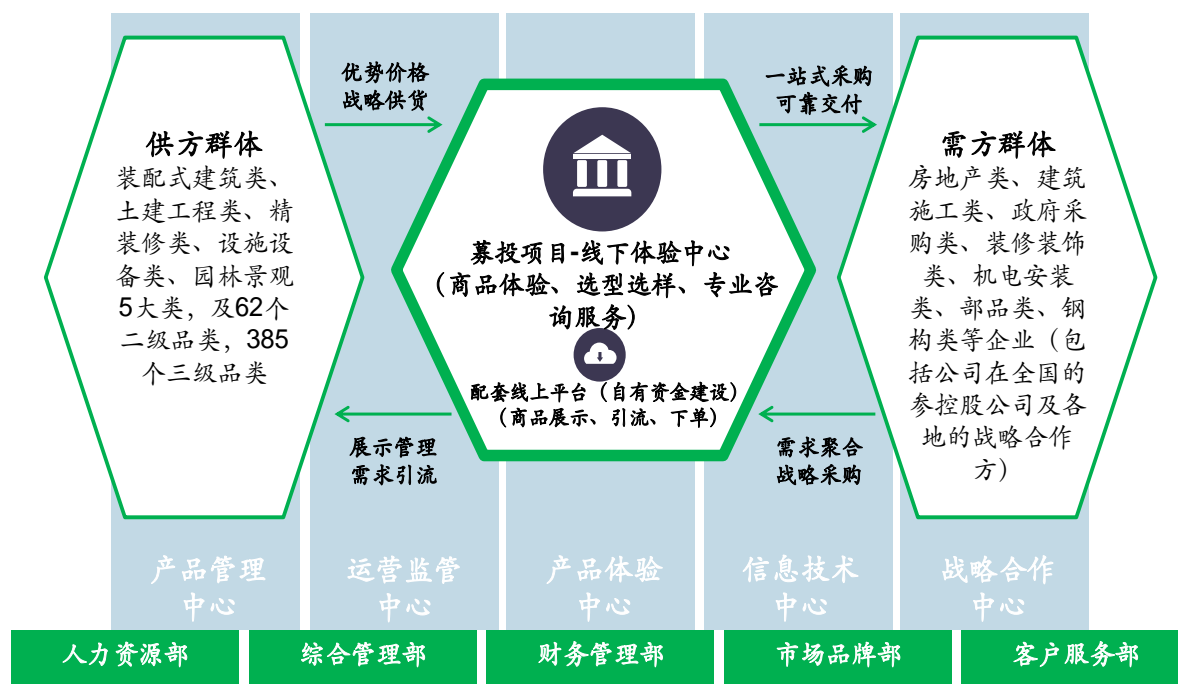 供方群体
装配式建筑类、
土建工程类、精
装修类、设施设
备类、园林景观
5大类，及62个
二级品类，385
个三级品类
优势价格
战略供货
展示管理
需求引流
募投项目-线下体验中心
（商品体验、选型选样、专业咨
询服务）
配套线上平台（自有资金建设）
（商品展示、引流、下单）
一站式采购
可靠交付
需求聚合
战略采购
需方群体
房地产类、建筑
施工类、政府采
购类、装修装饰
类、机电安装
类、部品类、钢
构类等企业（包
括公司在全国的
参控股公司及各
地的战略合作
方）
产品管理
中心
运营监管
中心
产品体验
中心
信息技术
中心
战略合作
中心
人力资源部
综合管理部
财务管理部
市场品牌部
客户服务部